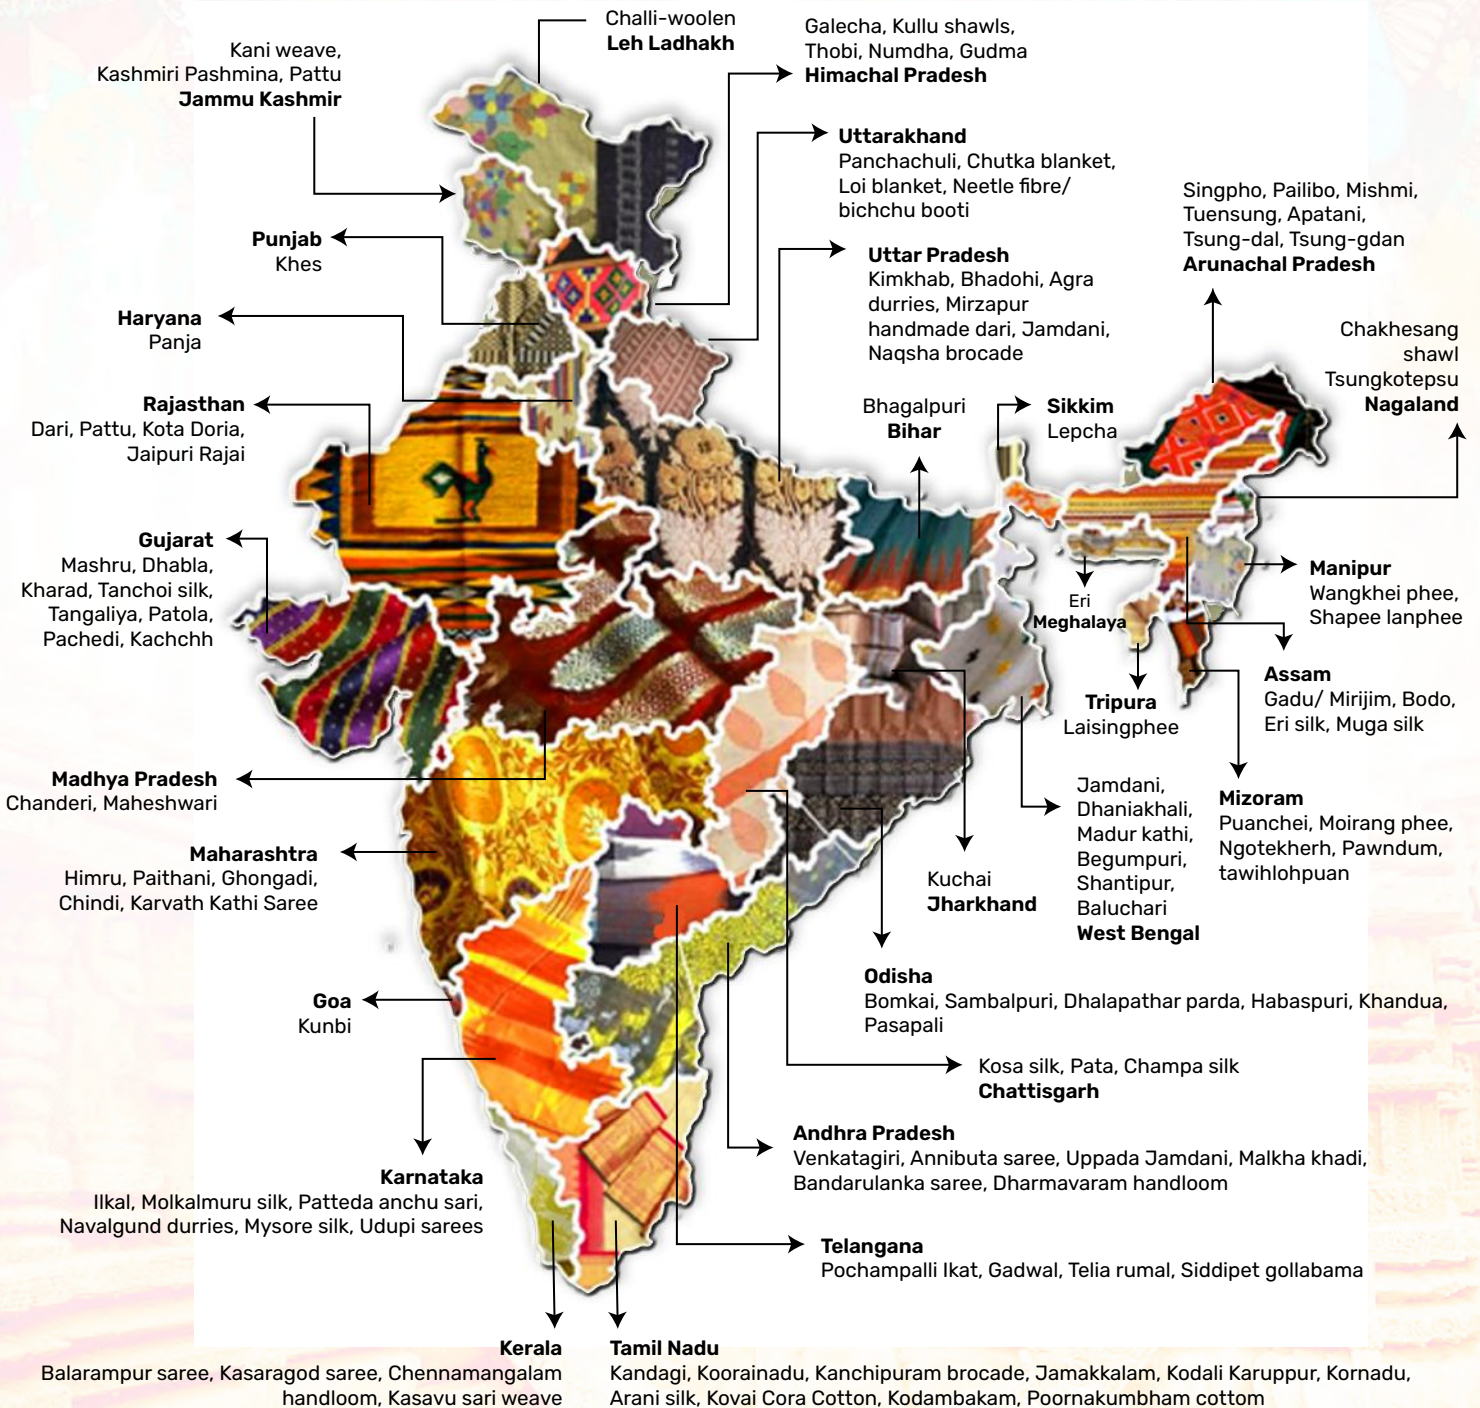 Challi-woolen
Leh Ladhakh
Galecha, Kullu shawls,
Thobi, Numdha, Gudma
Himachal Pradesh
Kani weave,
Kashmiri Pashmina, Pattu
Jammu Kashmir
Uttarakhand
Panchachuli, Chutka blanket,
Loi blanket, Neetle fibre/
bichchu booti
Singpho, Pailibo, Mishmi,
Tuensung, Apatani,
Tsung-dal, Tsung-gdan
Arunachal Pradesh
Punjab
Khes
Uttar Pradesh
Kimkhab, Bhadohi, Agra
durries, Mirzapur
handmade dari, Jamdani,
Naqsha brocade
Haryana
Panja
Chakhesang
shawl
Tsungkotepsu
Nagaland
Rajasthan
Dari, Pattu, Kota Doria,
Jaipuri Rajai
Bhagalpuri
Bihar
Sikkim
Lepcha
Gujarat
Mashru, Dhabla,
Kharad, Tanchoi silk,
Tangaliya, Patola,
Pachedi, Kachchh
Manipur
Wangkhei phee,
Shapee lanphee
Eri
Meghalaya
Assam
Gadu/ Mirijim, Bodo,
Eri silk, Muga silk
Tripura
Laisingphee
Madhya Pradesh
Chanderi, Maheshwari
Jamdani,
Dhaniakhali,
Madur kathi,
Begumpuri,
Shantipur,
Baluchari
West Bengal
Mizoram
Puanchei, Moirang phee,
Ngotekherh, Pawndum,
tawihlohpuan
Maharashtra
Himru, Paithani, Ghongadi,
Chindi, Karvath Kathi Saree
Kuchai
Jharkhand
Odisha
Bomkai, Sambalpuri, Dhalapathar parda, Habaspuri, Khandua,
Pasapali
Goa
Kunbi
Kosa silk, Pata, Champa silk
Chattisgarh
Andhra Pradesh
Venkatagiri, Annibuta saree, Uppada Jamdani, Malkha khadi,
Bandarulanka saree, Dharmavaram handloom
Karnataka
Ilkal, Molkalmuru silk, Patteda anchu sari,
Navalgund durries, Mysore silk, Udupi sarees
Telangana
Pochampalli Ikat, Gadwal, Telia rumal, Siddipet gollabama
Kerala
Balarampur saree, Kasaragod saree, Chennamangalam
handloom, Kasavu sari weave
Tamil Nadu
Kandagi, Koorainadu, Kanchipuram brocade, Jamakkalam, Kodali Karuppur, Kornadu,
Arani silk, Kovai Cora Cotton, Kodambakam, Poornakumbham cottom